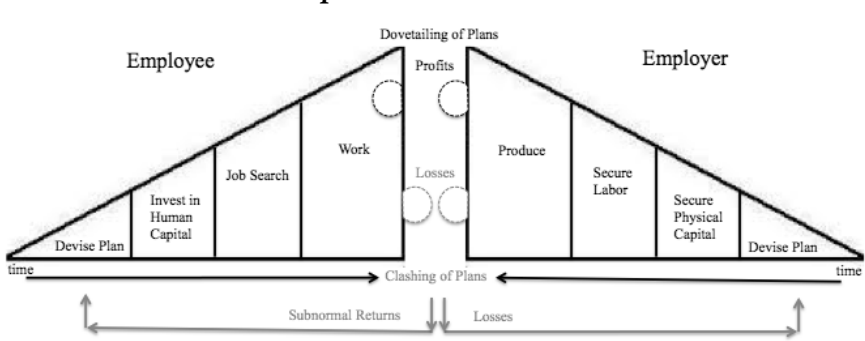 Dovetailing of Plans
Employee
Employer
Profits
Work
Produce
Job Search
Losses
Secure
Labor
Invest in
Human
Capital
Secure
Physical
Capital
Devise Plan
Devise Plan
time
Clashing of Plans
time
Subnormal Returns
Losses